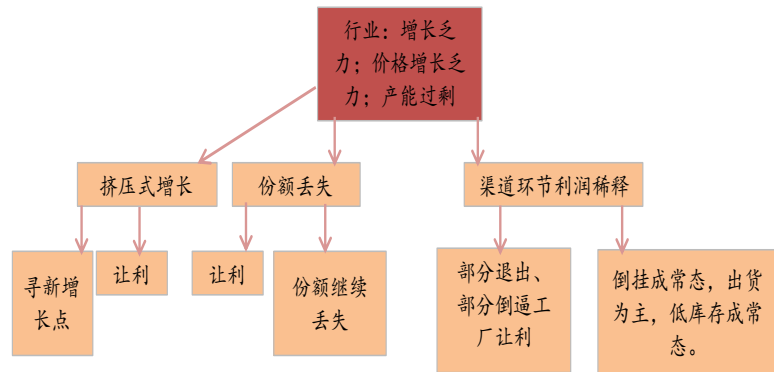 行业：增长乏
力；价格增长乏
力；产能过剩
挤压式增长
份额丢失
渠道环节利润稀释
寻新增
长点
让利
让利
份额继续
丢失
部分退出、
部分倒逼工
厂让利
倒挂成常态，出货
为主，低库存成常
态。